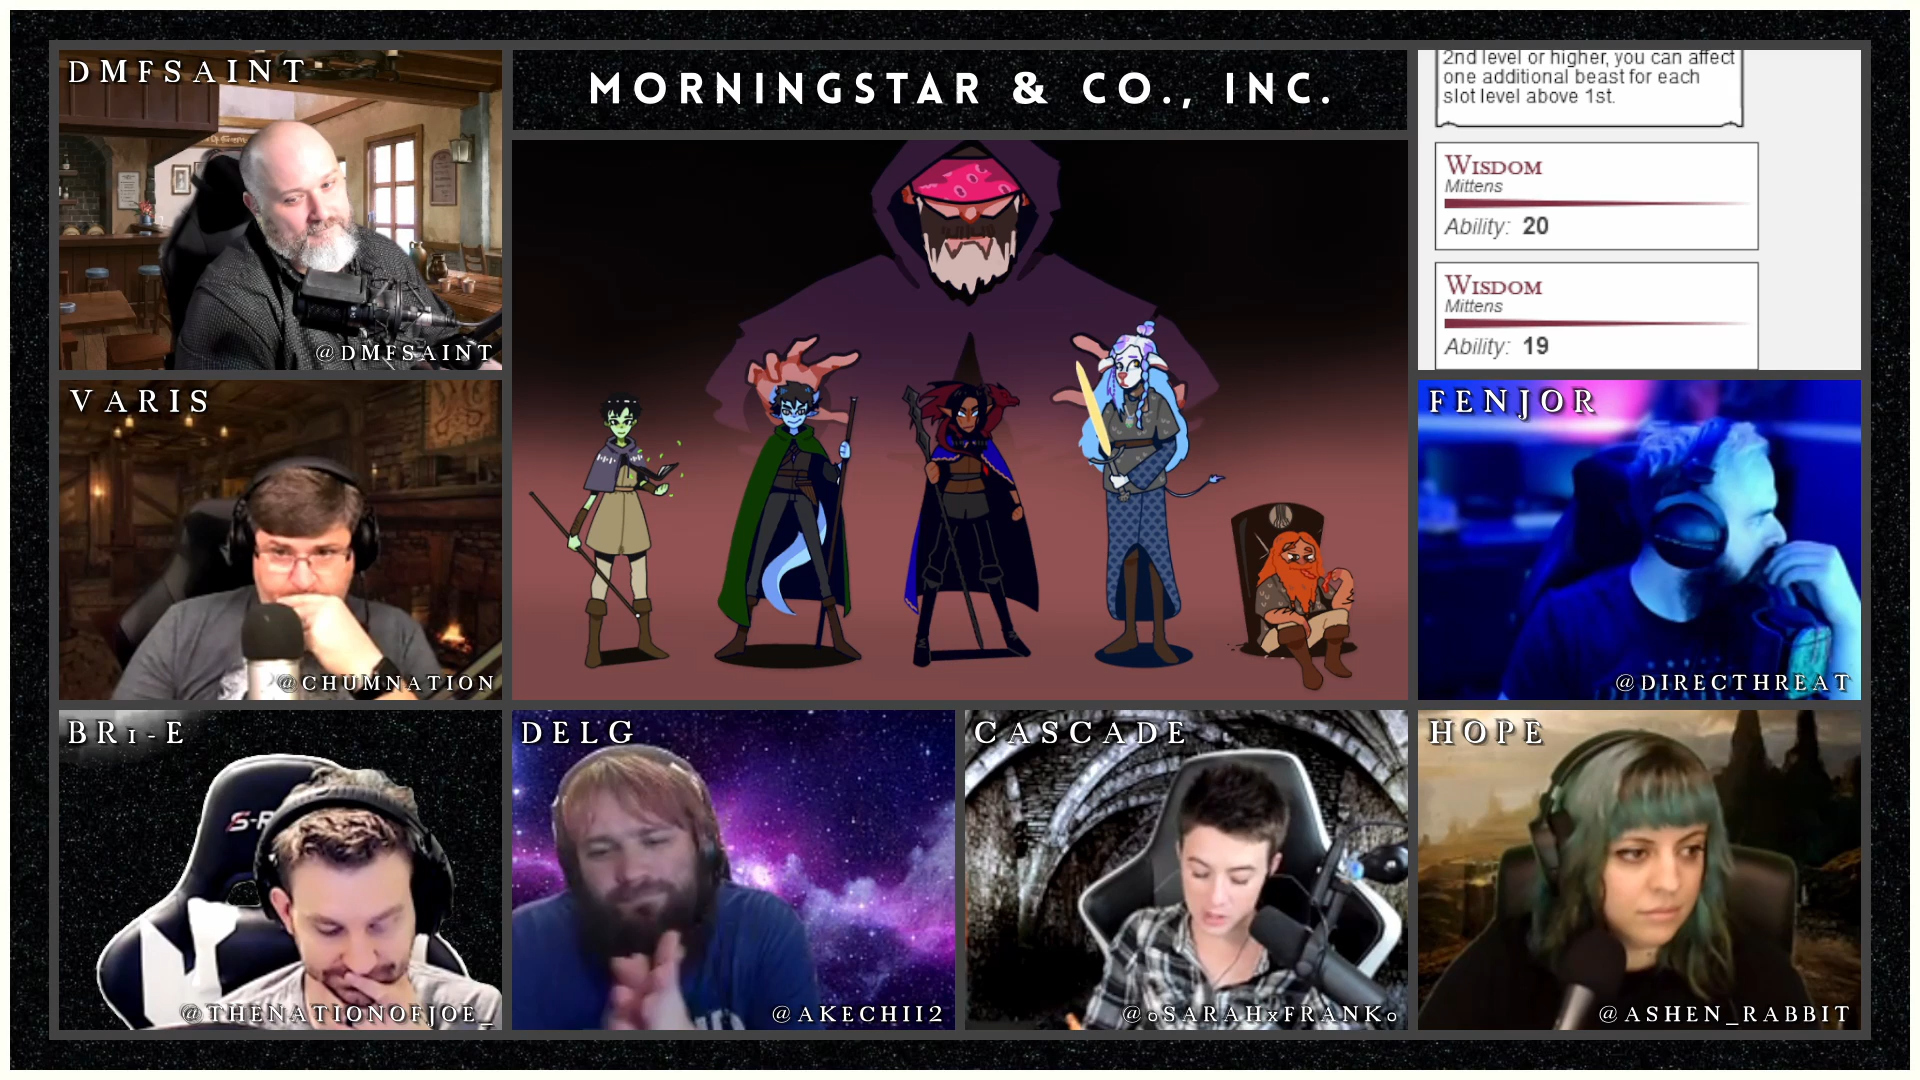 DMFSAINT
@DMFSAINT
MORNINGSTAR & CO., INC.
2nd level or higher, you can affect
one additional beast for each
slot level above 1st.
WISDOM
Mittens
Ability: 20
WISDOM
Mittens
Ability: 19
VARIS
@CHUMNATION
FENJOR
@DIRECTHREAT
BR1-E
S-R
@THENATIONOFJOE_
DELG
@AKECHII2
CASCADE
@oSARAHxFRANKo
HOPE
@ASHEN_RABBIT